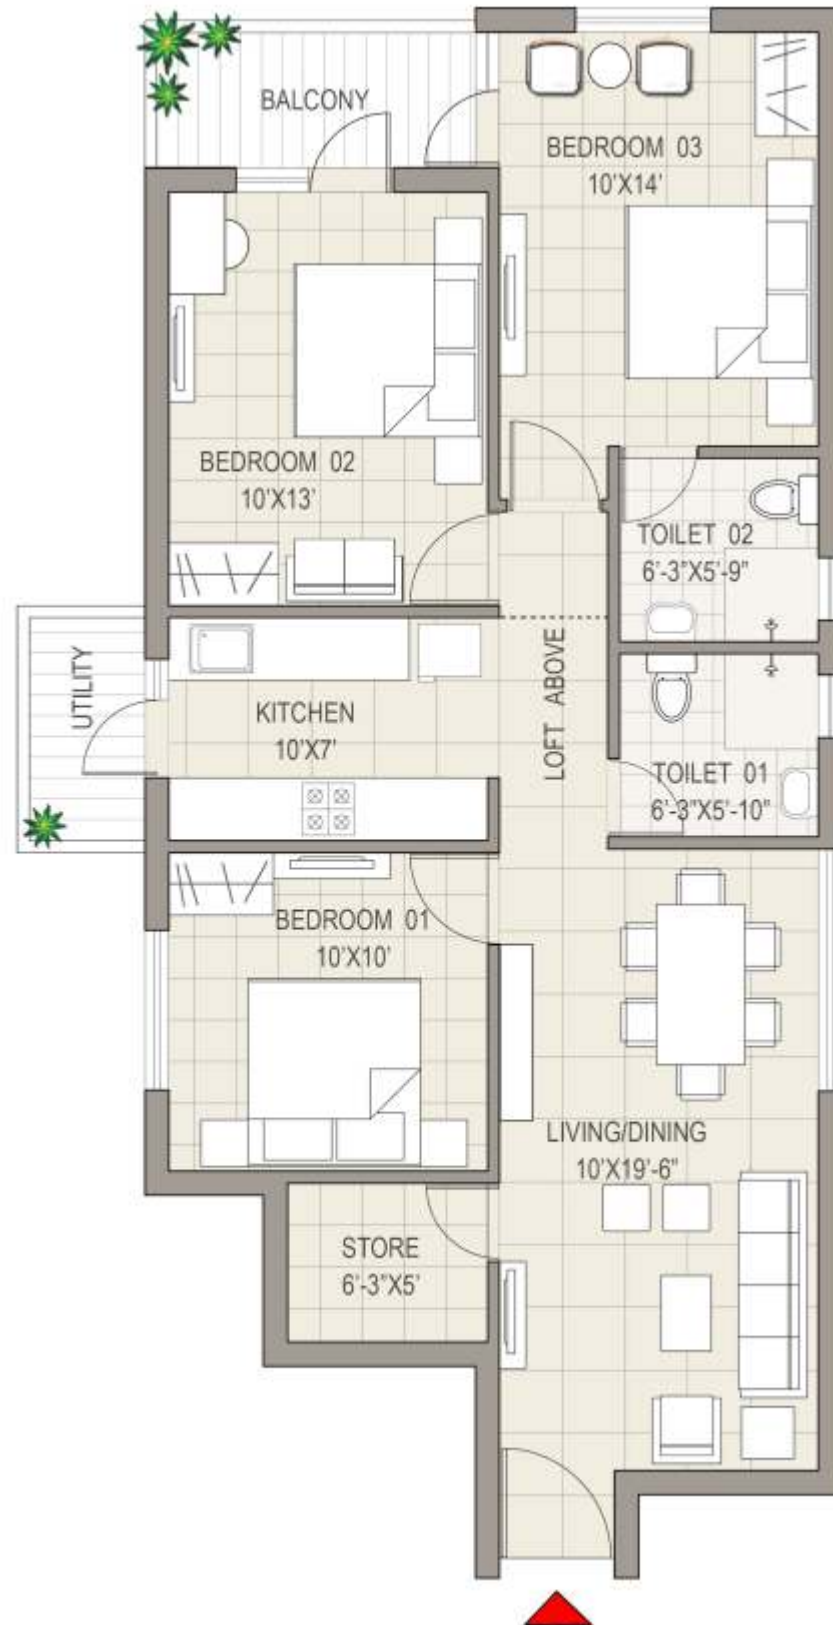 BALCONY
BEDROOM 03
10'X14'
BEDROOM 02
10'X13'
TOILET 02
6'-3"X5'-9"
UTILITY
KITCHEN
10'X7'
LOFT ABOVE
TOILET 01
6'-3"X5'-10"
BEDROOM 01
10'X10'
LIVING/DINING
10'X19'-6"
STORE
6'-3"X5'